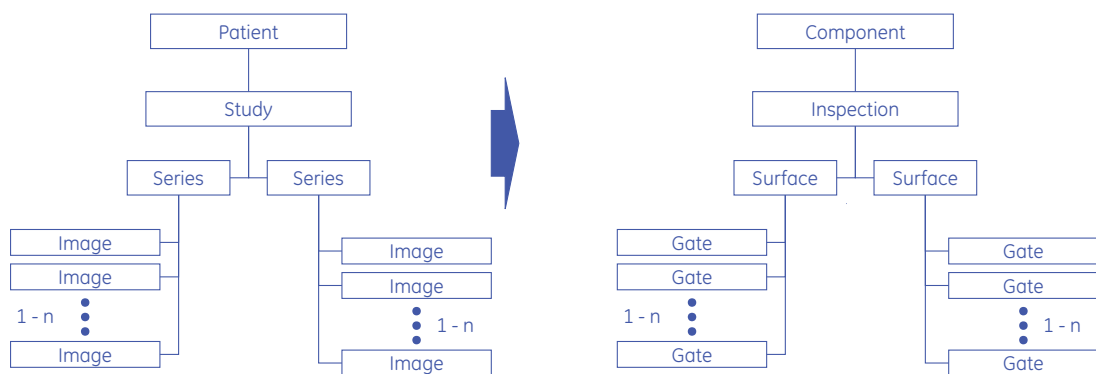 Patient
Study
Series
Series
Image
Image
1 - n
Image
Image
Image
1 - n
Image
Component
Inspection
Surface
Surface
Gate
Gate
1 - n
Gate
Gate
Gate
1 - n
Gate